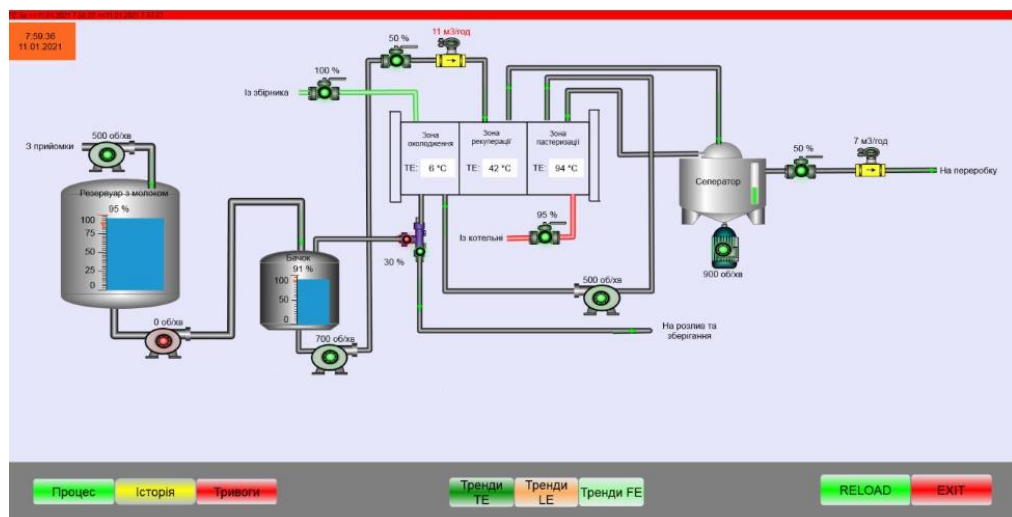 7:59:36
11.01.2021
50 %
11 м3/год
100 %
Із збірника
З прийомки
500 об/хв
Зона
охолодження
Зона
рекуперації
Зона
пастеризації
TE:
6 °C
TE:
42 °C
TE:
94 °C
Сепаратор
50 %
7 м3/год
На переробку
Резервуар з молоком
95 %
100
75
50
25
0
95 %
Із котельні
30 %
Бачок
91 %
100
50
0
900 об/хв
500 об/хв
0 об/хв
700 об/хв
На розлив та
зберігання
Процес
Історія
Тривоги
Тренди
TE
Тренди
LE
Тренди FE
RELOAD
EXIT